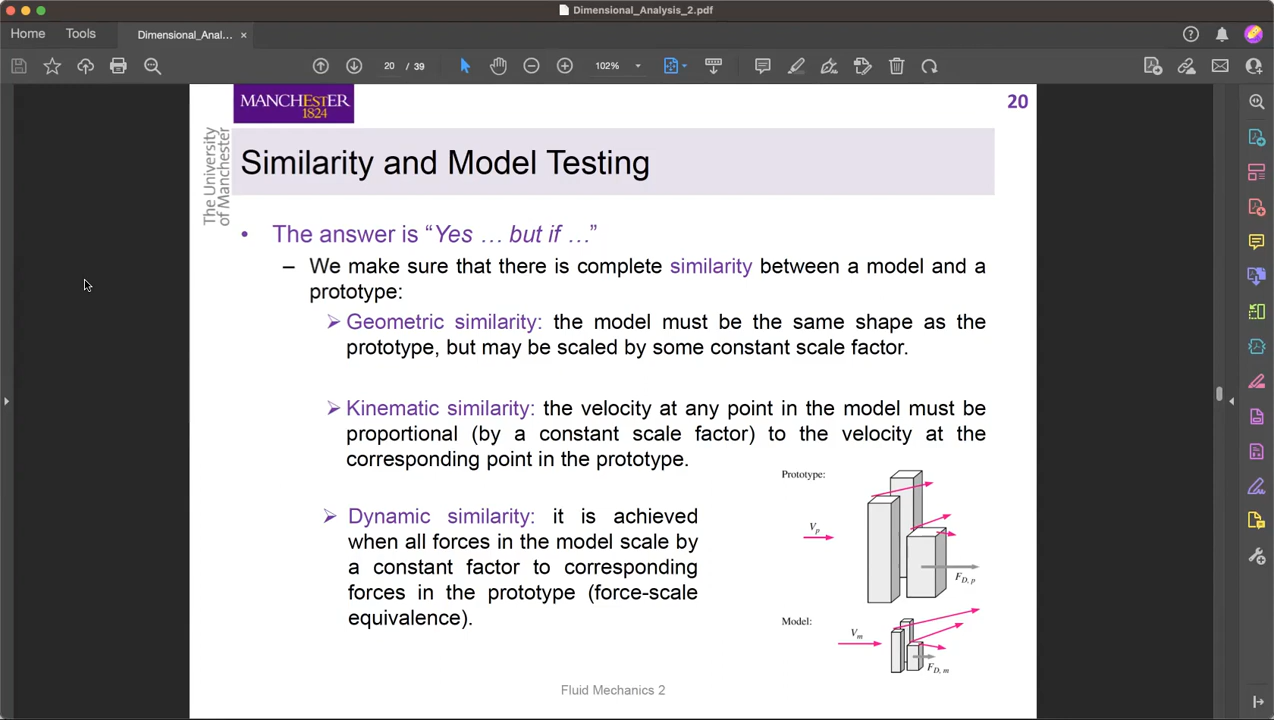 Dimensional_Analysis_2.pdf
Home Tools Dimensional_Anal... ×
20 / 39 102%
MANCHESTER
1824
20
The University
of Manchester
Similarity and Model Testing
• The answer is “Yes … but if …”
– We make sure that there is complete similarity between a model and a
prototype:
➢ Geometric similarity: the model must be the same shape as the
prototype, but may be scaled by some constant scale factor.
➢ Kinematic similarity: the velocity at any point in the model must be
proportional (by a constant scale factor) to the velocity at the
corresponding point in the prototype.
➢ Dynamic similarity: it is achieved
when all forces in the model scale by
a constant factor to corresponding
forces in the prototype (force-scale
equivalence).
Prototype:
Vp
FD, p
Model:
Vm
FD, m
Fluid Mechanics 2